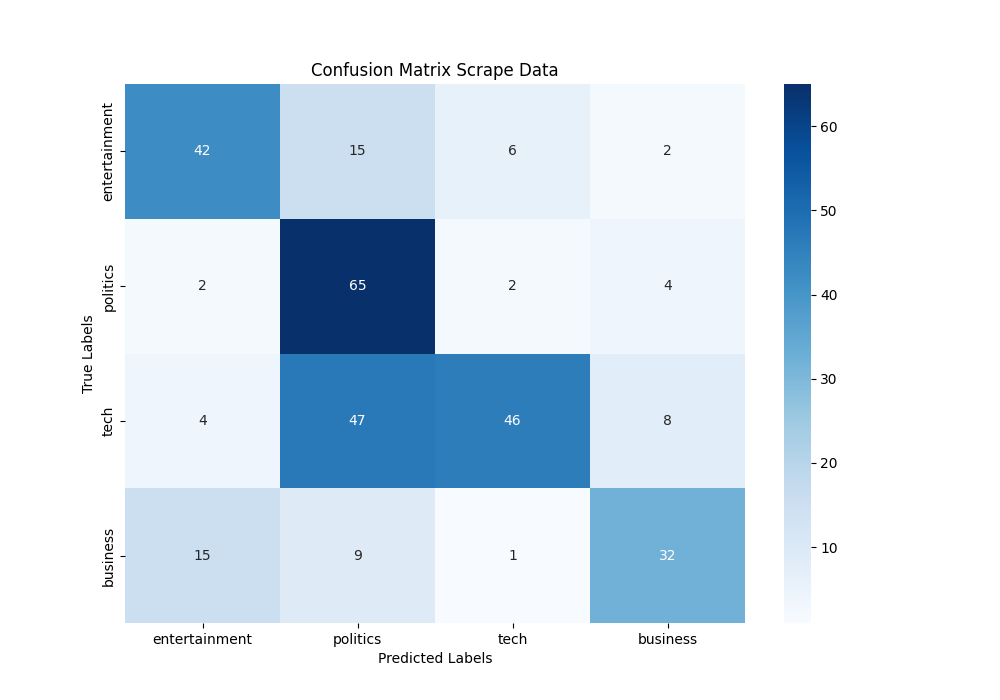 Confusion Matrix Scrape Data
entertainment 42 15 6 2
politics 2 65 2 4
tech 4 47 46 8
business 15 9 1 32
True Labels
entertainment politics tech business
Predicted Labels
60
50
40
30
20
10